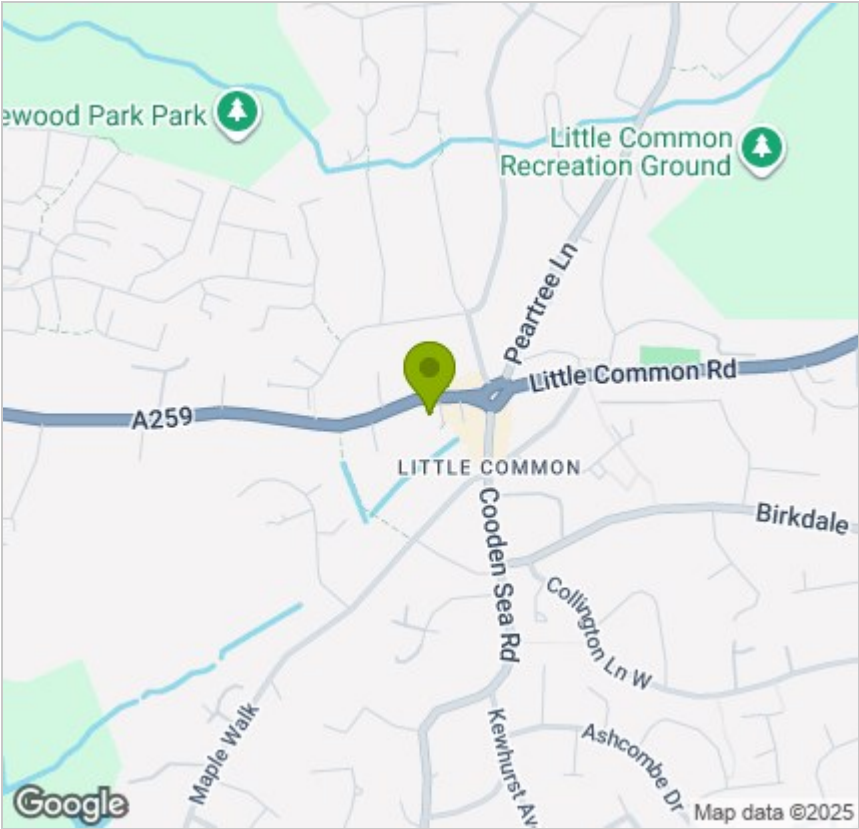 ewood Park Park
Little Common
Recreation Ground
Peartree Ln
Little Common Rd
A259
LITTLE COMMON
Cooden Sea Rd
Birkdale
Collington Ln W
Maple Walk
Kewhurst Av
Ashcombe Dr
Google
Map data ©2025